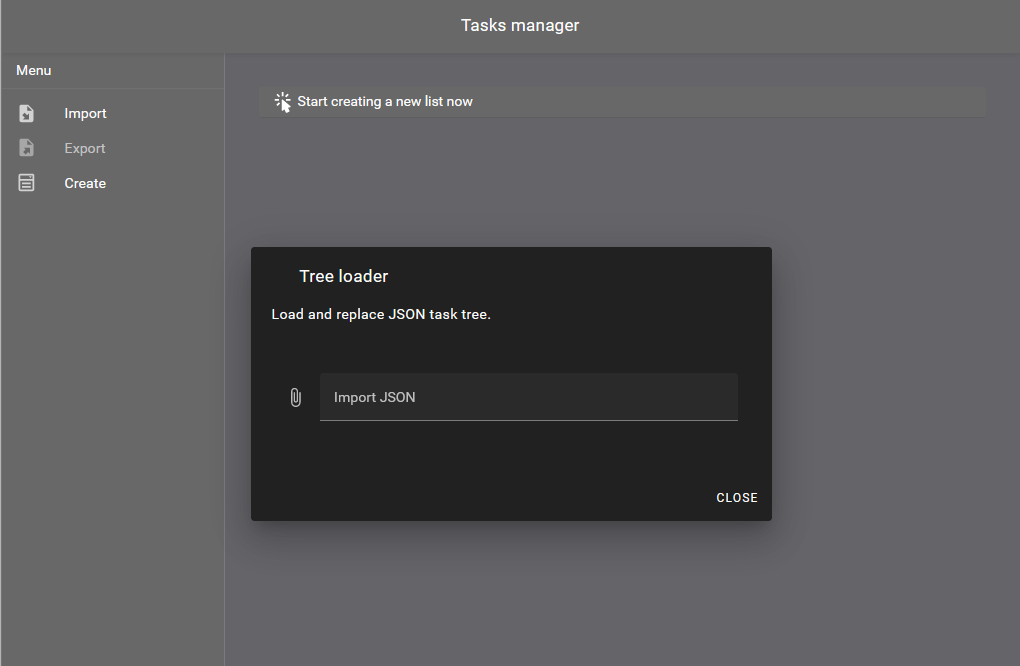 Tasks manager
Menu
Import
Export
Create
Start creating a new list now
Tree loader
Load and replace JSON task tree.
Import JSON
CLOSE